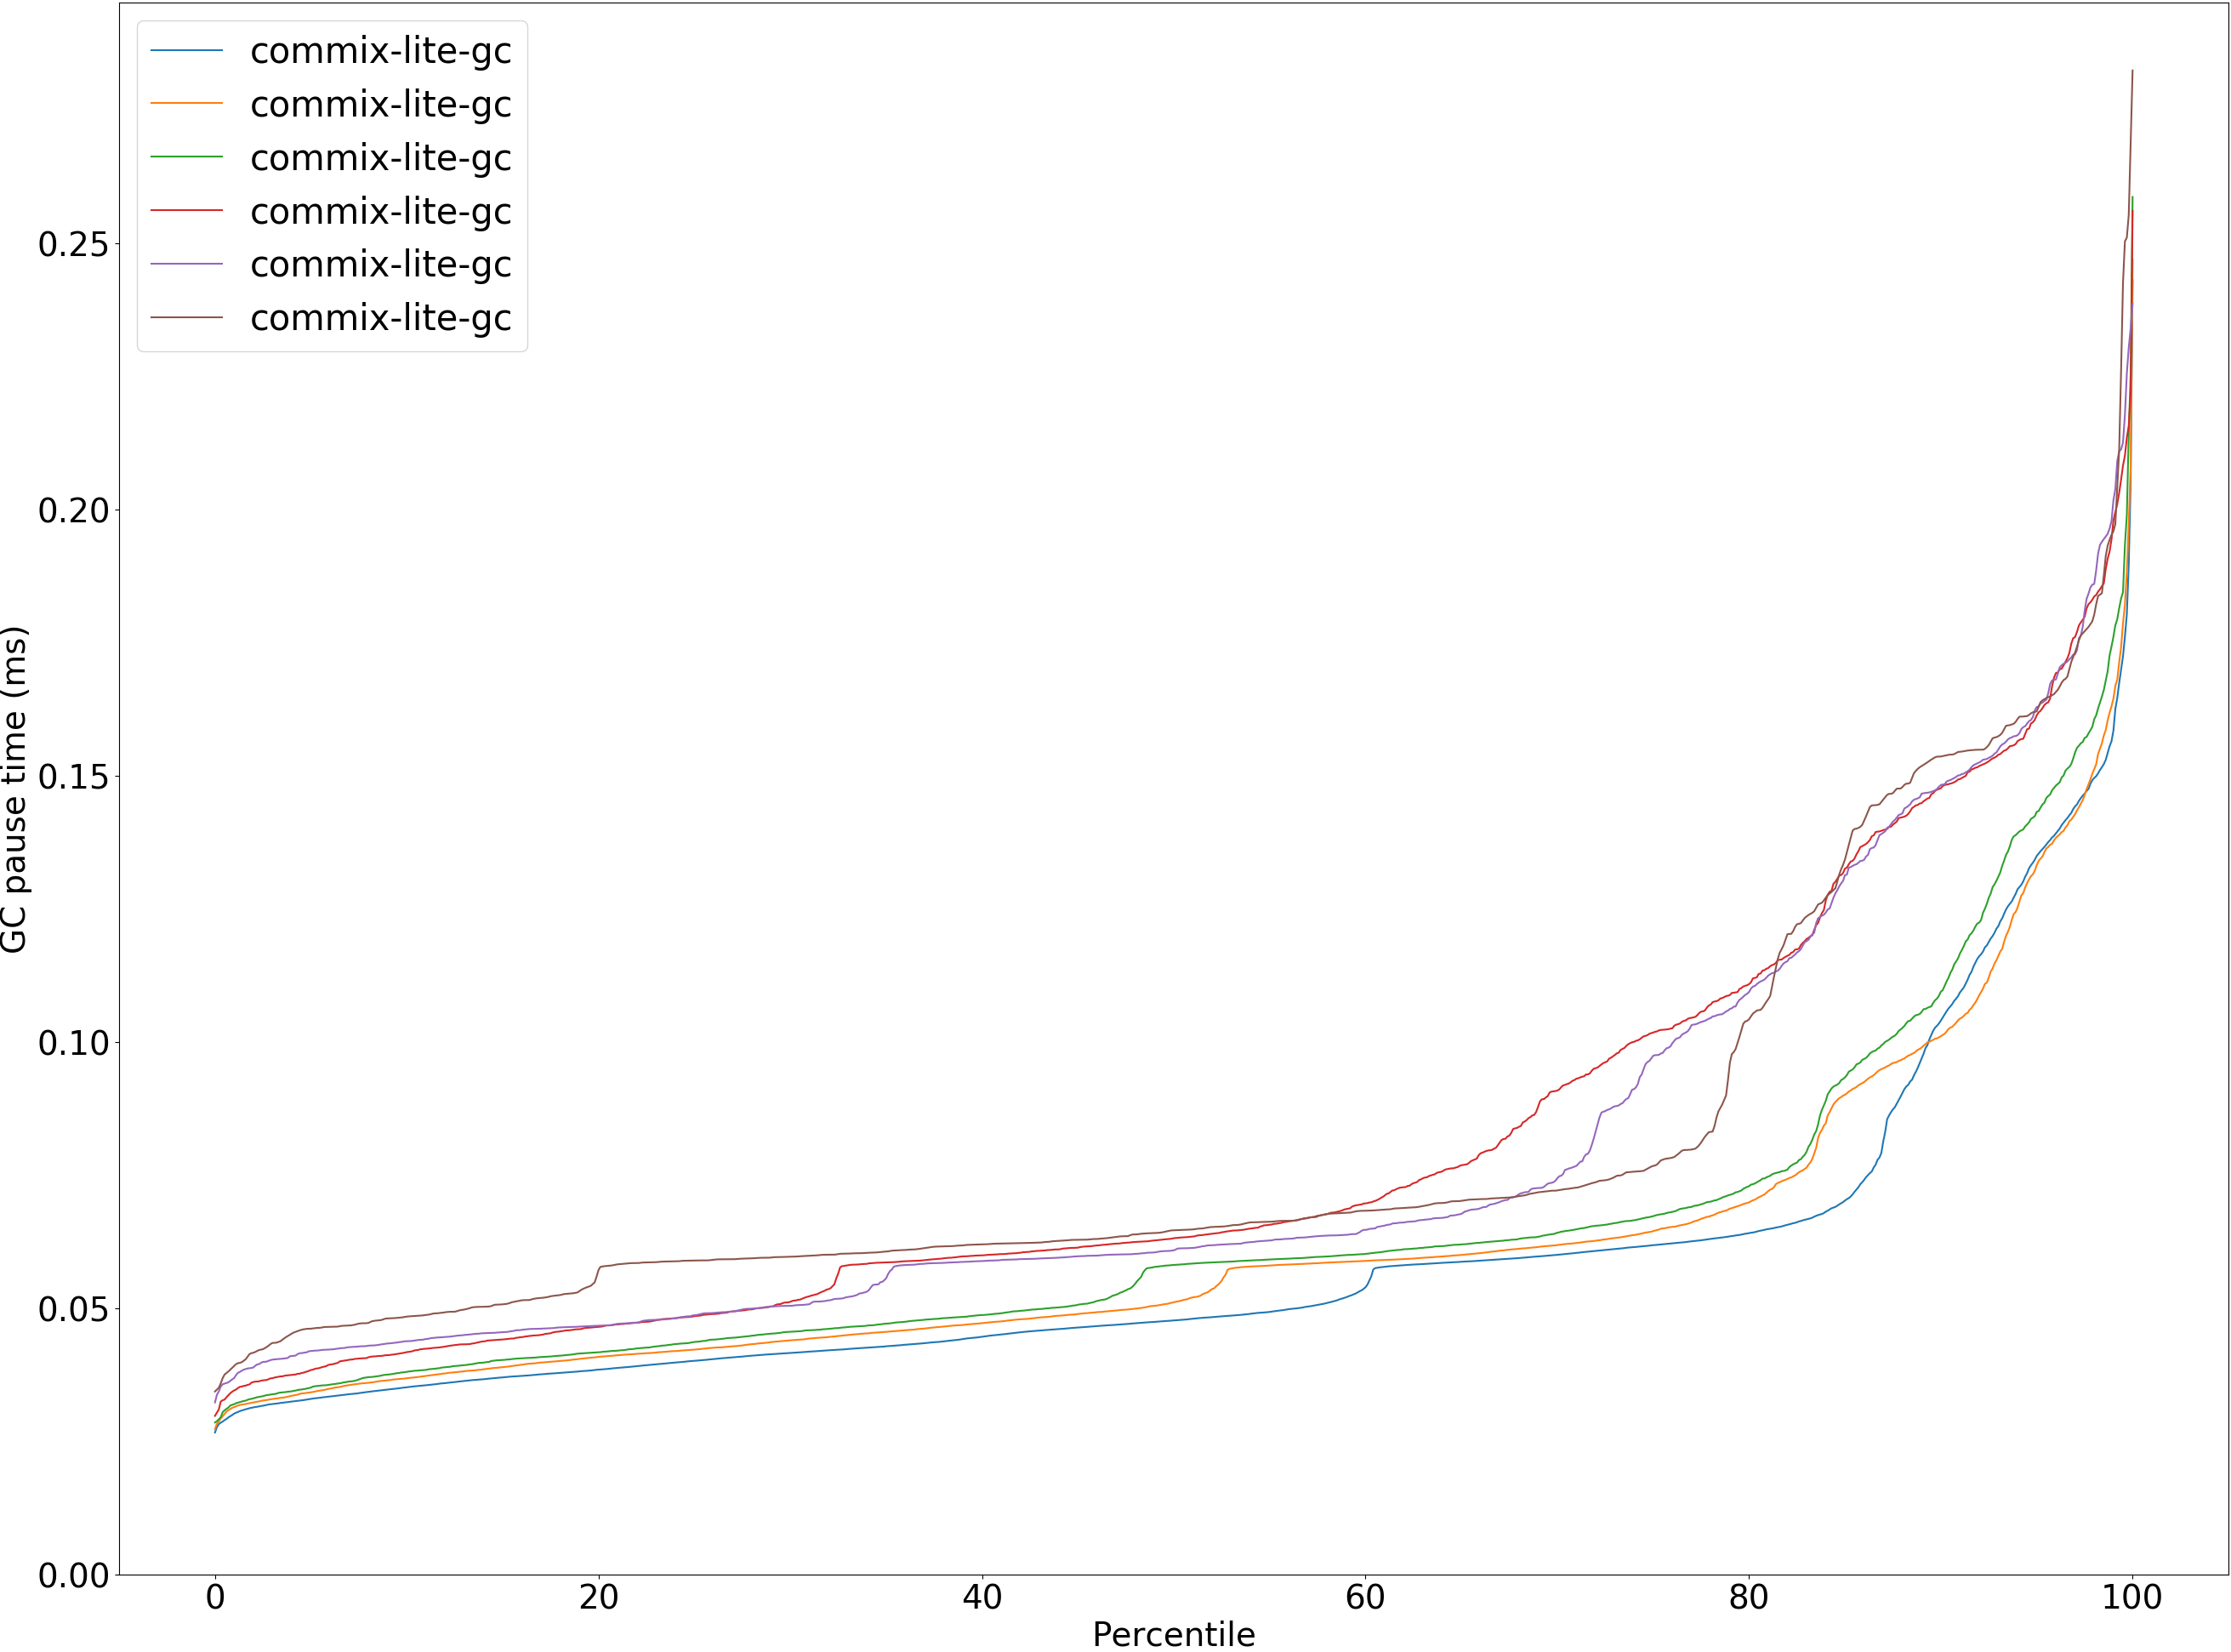 commix-lite-gc
commix-lite-gc
commix-lite-gc
commix-lite-gc
commix-lite-gc
commix-lite-gc
GC pause time (ms)
0.25
0.20
0.15
0.10
0.05
0.00
0 20 40 60 80 100
Percentile